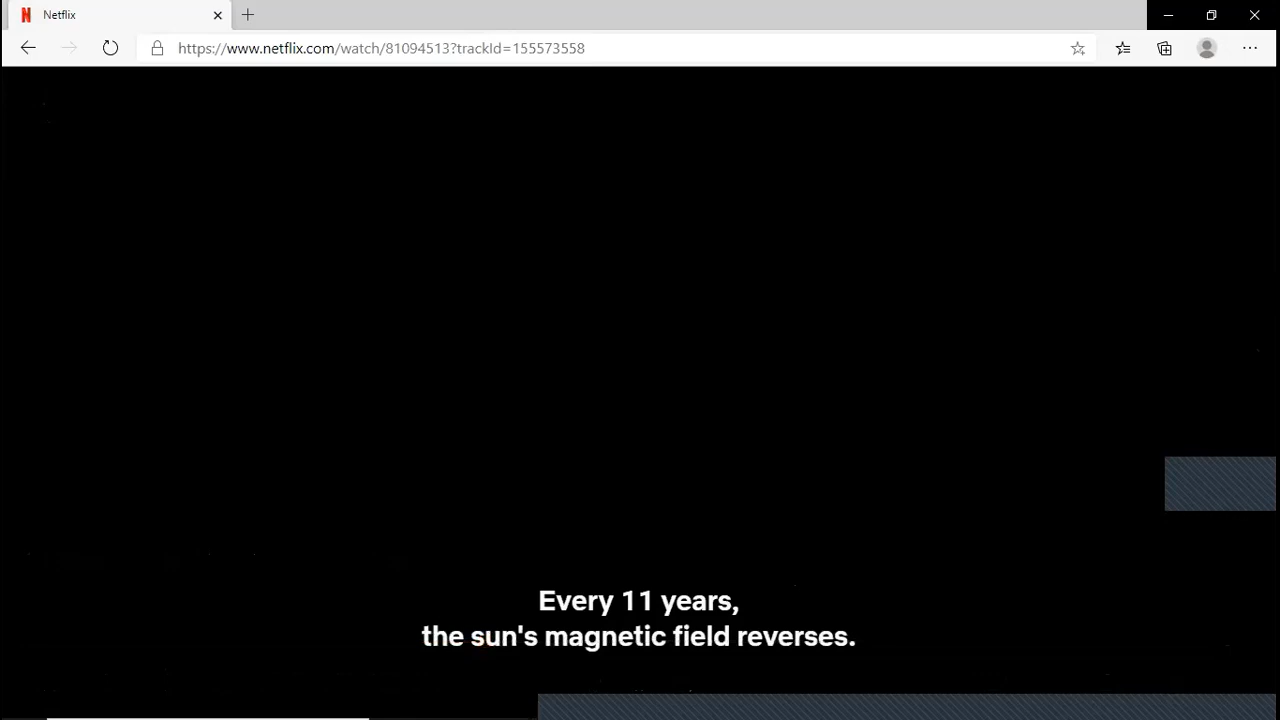 Netflix
https://www.netflix.com/watch/81094513?trackId=155573558
Every 11 years,
the sun's magnetic field reverses.